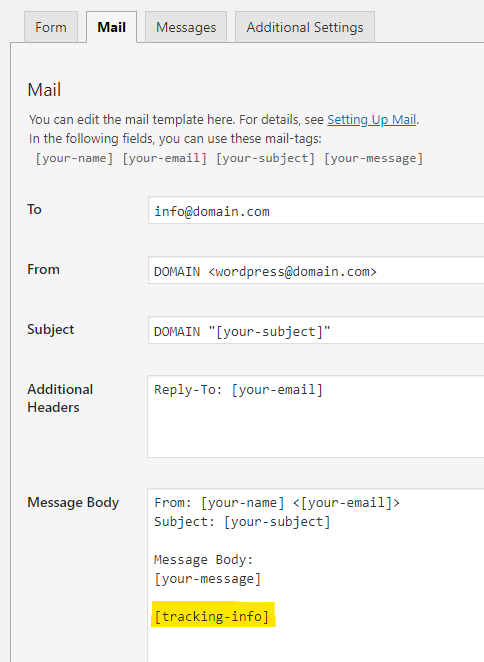 Form Mail Messages Additional Settings
Mail
You can edit the mail template here. For details, see Setting Up Mail.
In the following fields, you can use these mail-tags:
[your-name] [your-email] [your-subject] [your-message]
To
info@domain.com
From
DOMAIN <wordpress@domain.com>
Subject
DOMAIN "[your-subject]"
Additional
Headers
Reply-To: [your-email]
Message Body
From: [your-name] <[your-email]>
Subject: [your-subject]
Message Body:
[your-message]
[tracking-info]